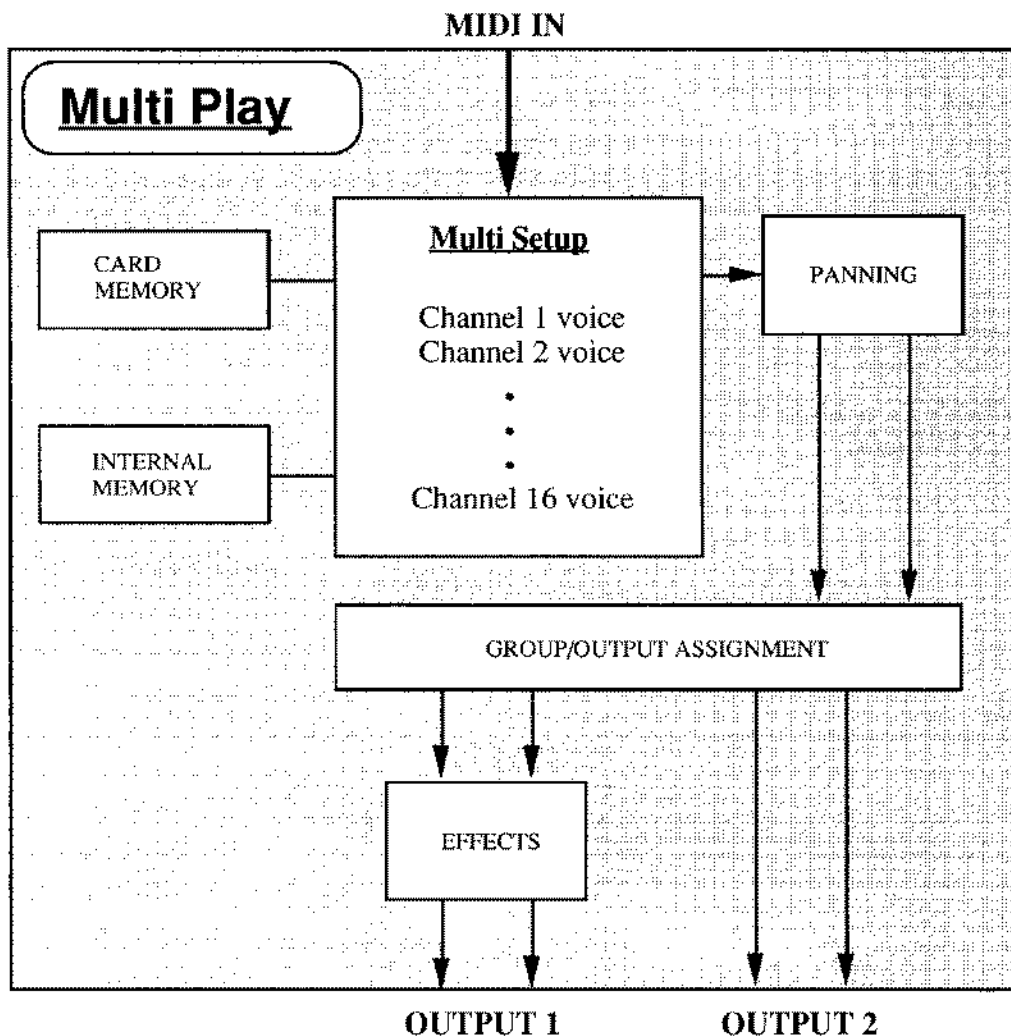 MIDI IN
Multi Play
Multi Setup
CARD
MEMORY
PANNING
Channel 1 voice
Channel 2 voice
INTERNAL
MEMORY
Channel 16 voice
GROUP/OUTPUT ASSIGNMENT
EFFECTS
OUTPUT 1
OUTPUT 2